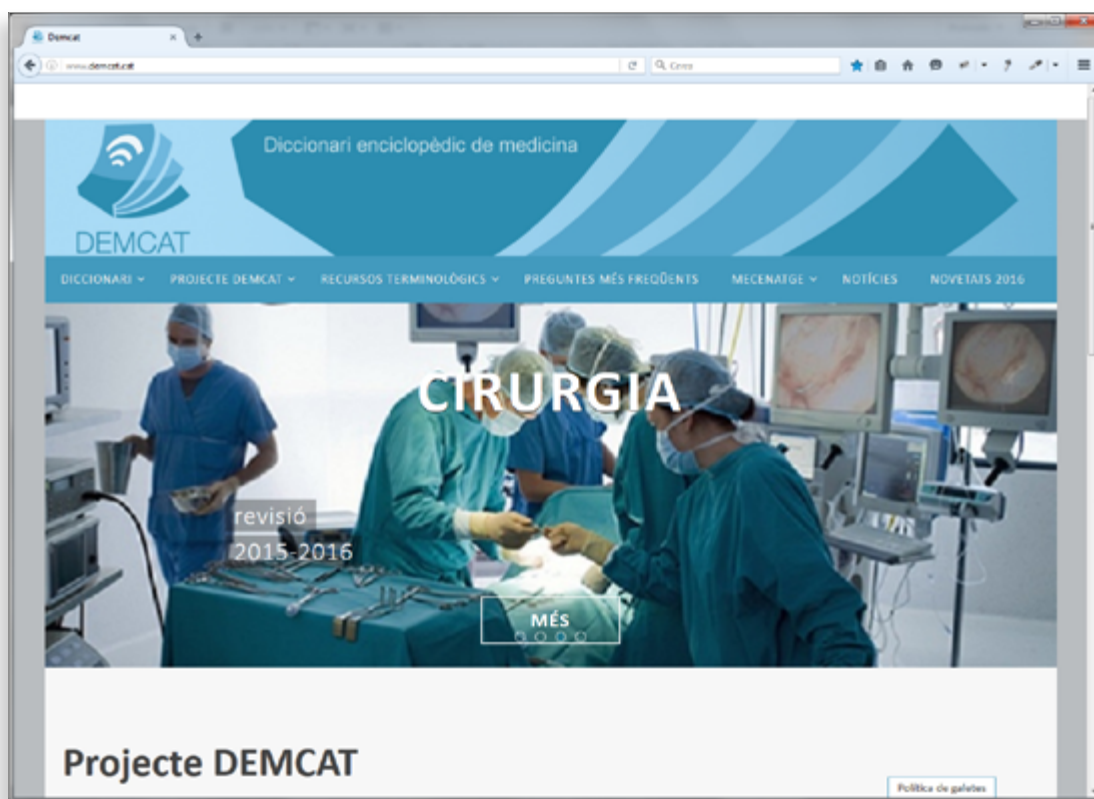 Demcat
www.demcat.cat
Cerca
Diccionari enciclopèdic de medicina
DEMCAT
DICCIONARI PROJECTE DEMCAT RECURSOS TERMINOLÒGICS PREGUNTES MÉS FREQÜENTS MECENATGE NOTÍCIES NOVETATS 2016
CIRURGIA
revisió
2015-2016
MÉS
Projecte DEMCAT
Política de galetes